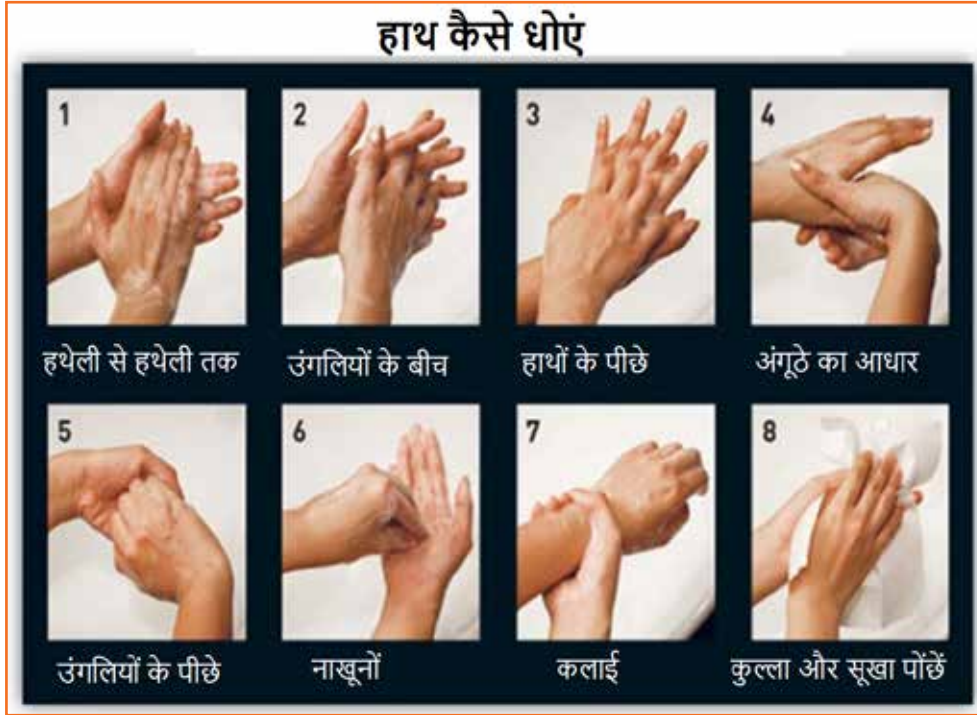 हाथ कैसे धोएं
1
2
3
4
हथेली से हथेली तक
उंगलियों के बीच
हाथों के पीछे
अंगूठे का आधार
5
6
7
8
उंगलियों के पीछे
नाखूनों
कलाई
कुल्ला और सूखा पोंछें